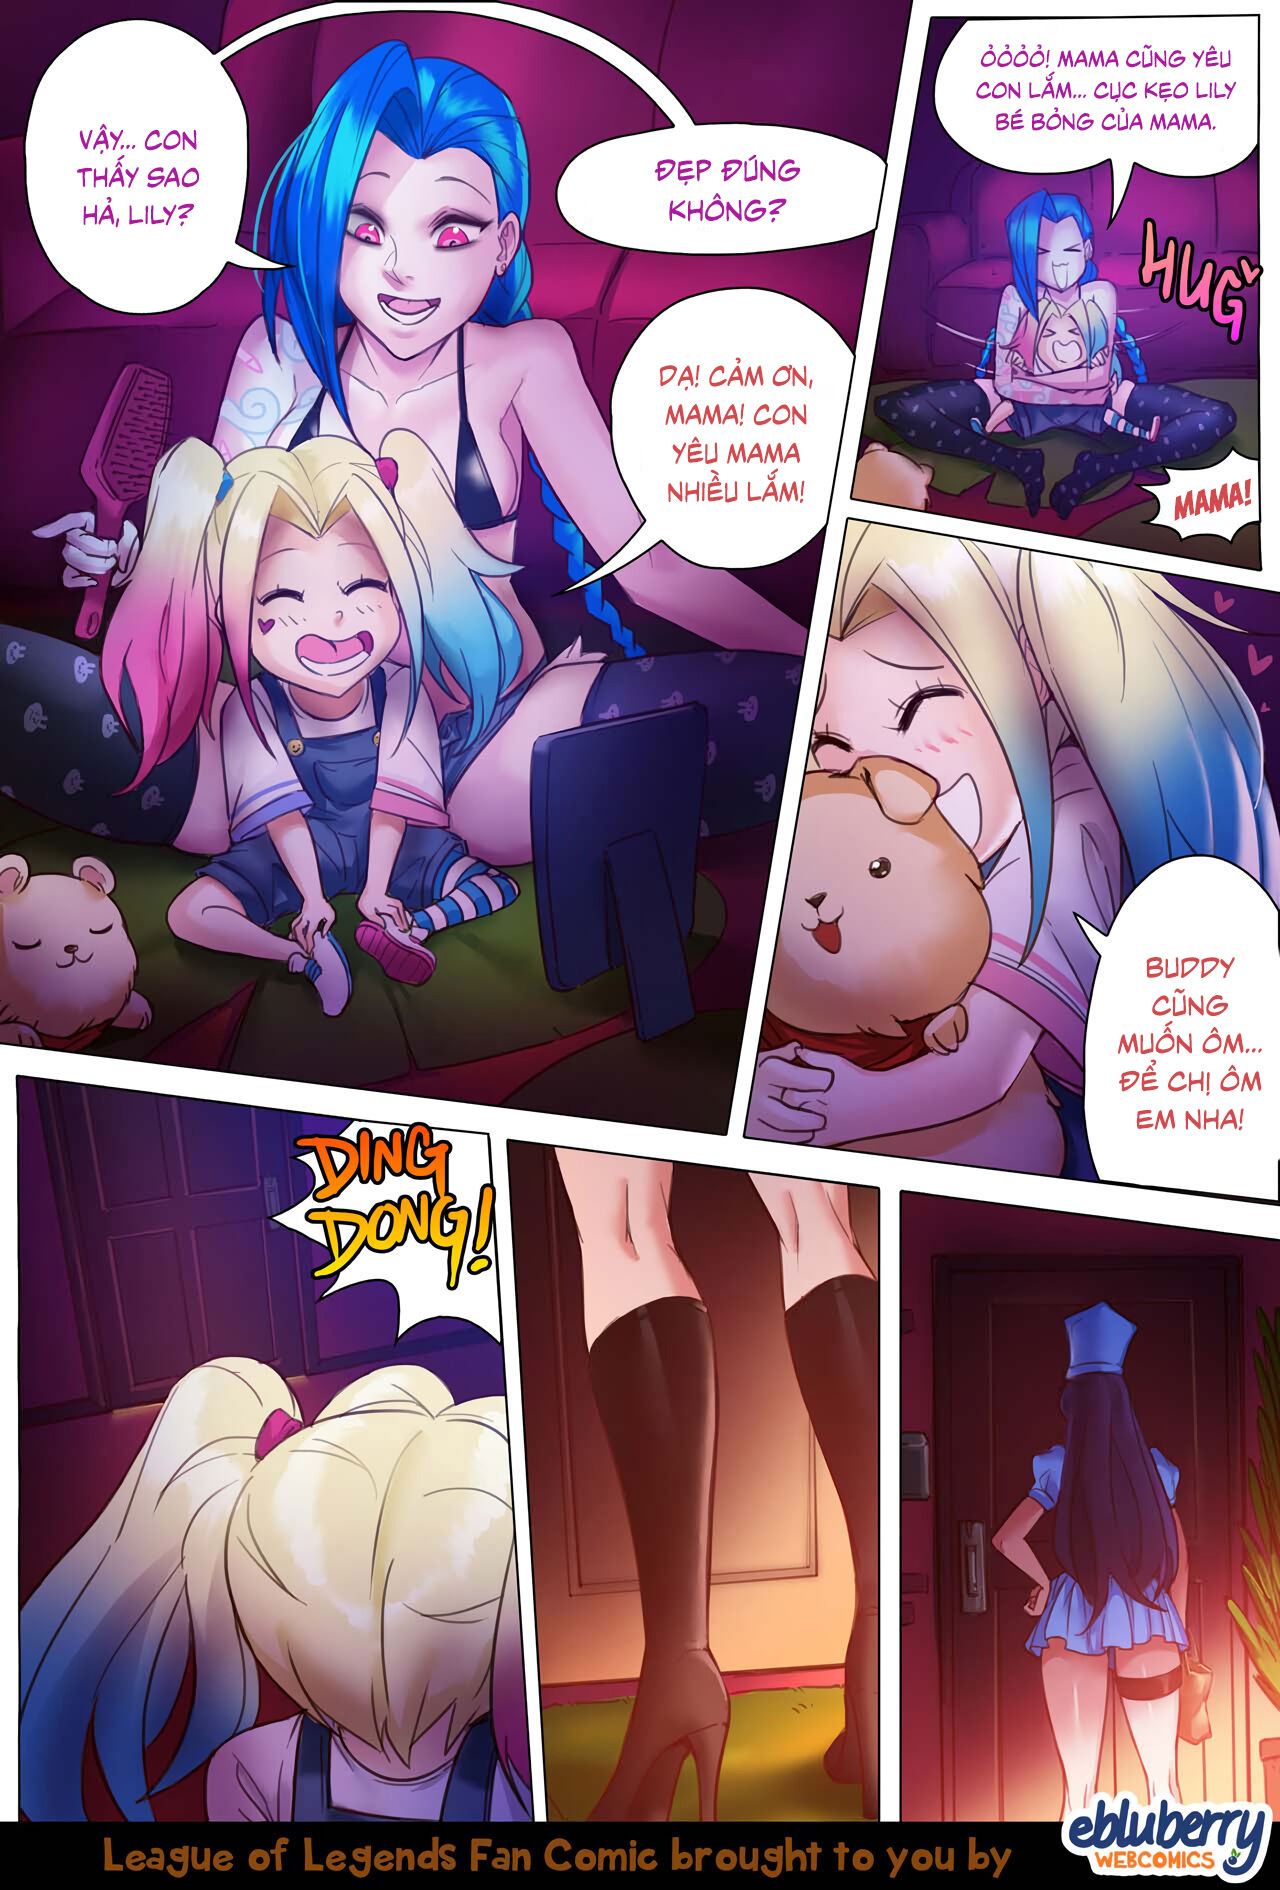 VẬY... CON
THẤY SAO
HẢ, LILY?
ĐẸP ĐÚNG
KHÔNG?
DẠ! CẢM ƠN,
MAMA! CON
YÊU MAMA
NHIỀU LẮM!
ỎỎỎỎ! MAMA CŨNG YÊU
CON LẮM... CỤC KẸO LILY
BÉ BỎNG CỦA MAMA.
HUG
MAMA!
BUDDY
CŨNG
MUỐN ÔM...
ĐỂ CHỊ ÔM
EM NHA!
DING
DONG!
League of Legends Fan Comic brought to you by
ebluberry
WEBCOMICS